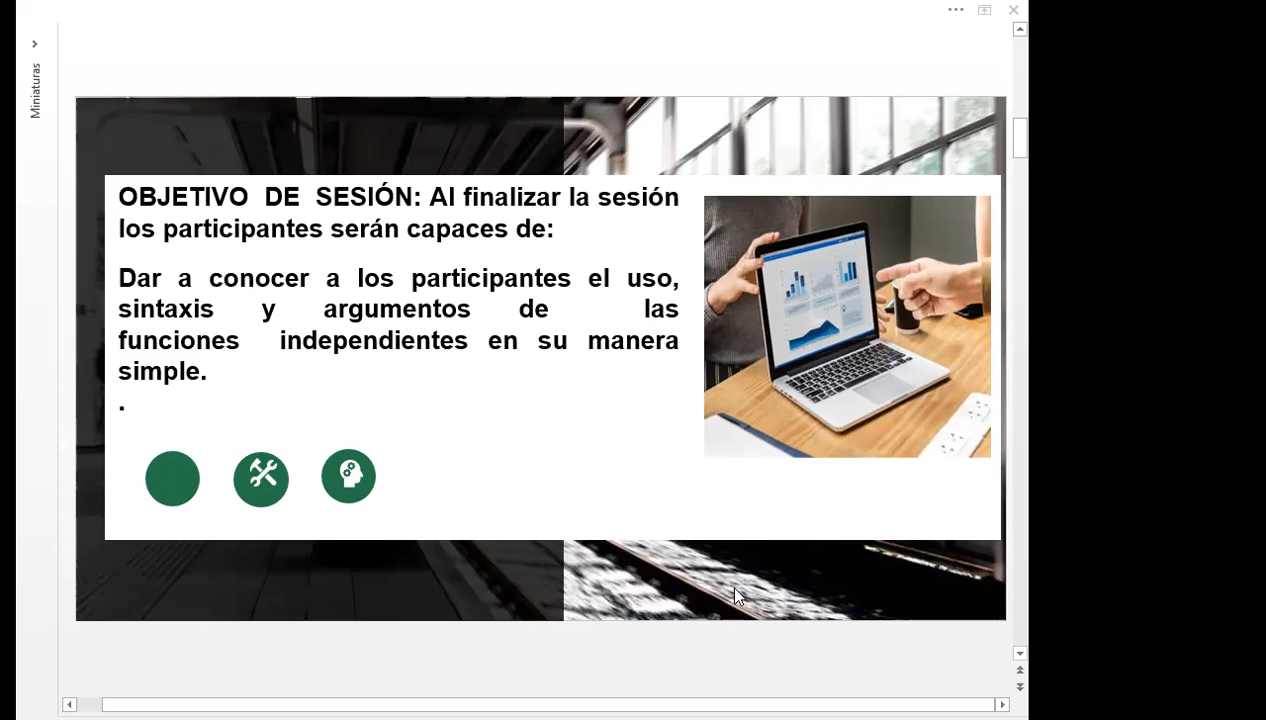 Miniaturas
OBJETIVO DE SESIÓN: Al finalizar la sesión
los participantes serán capaces de:
Dar a conocer a los participantes el uso,
sintaxis y argumentos de las
funciones independientes en su manera
simple.
.